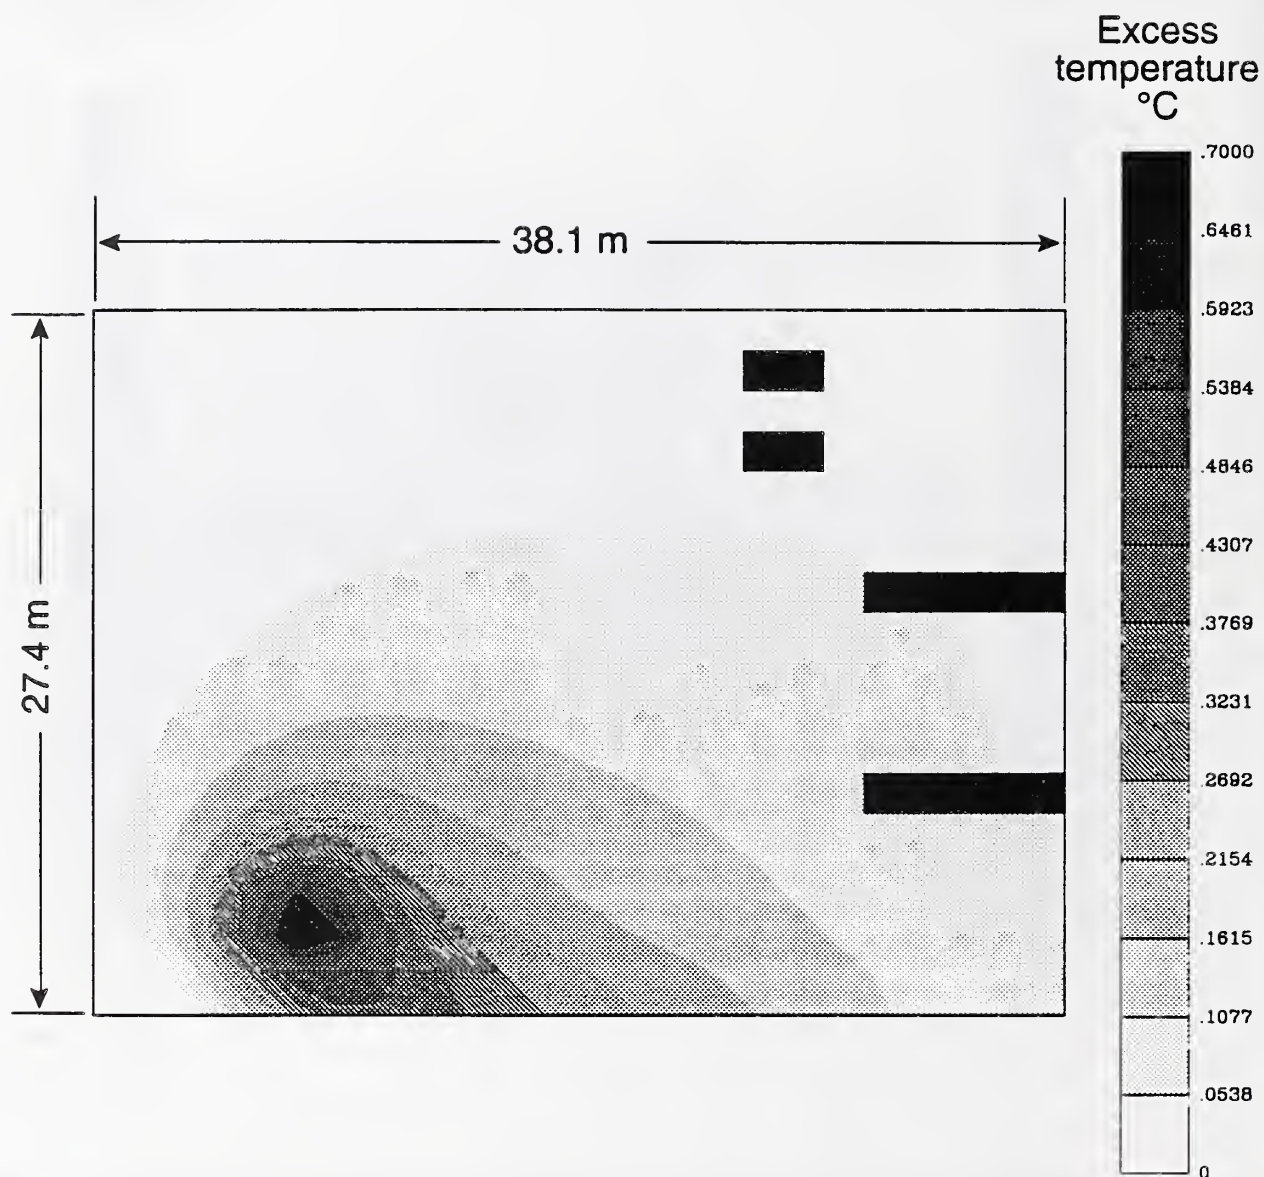 Excess
temperature
°C
.7000
38.1 m
.6461
.5923
.5384
.4846
.4307
27.4 m
.3769
.3231
.2692
.2154
.1615
.1077
.0538
0